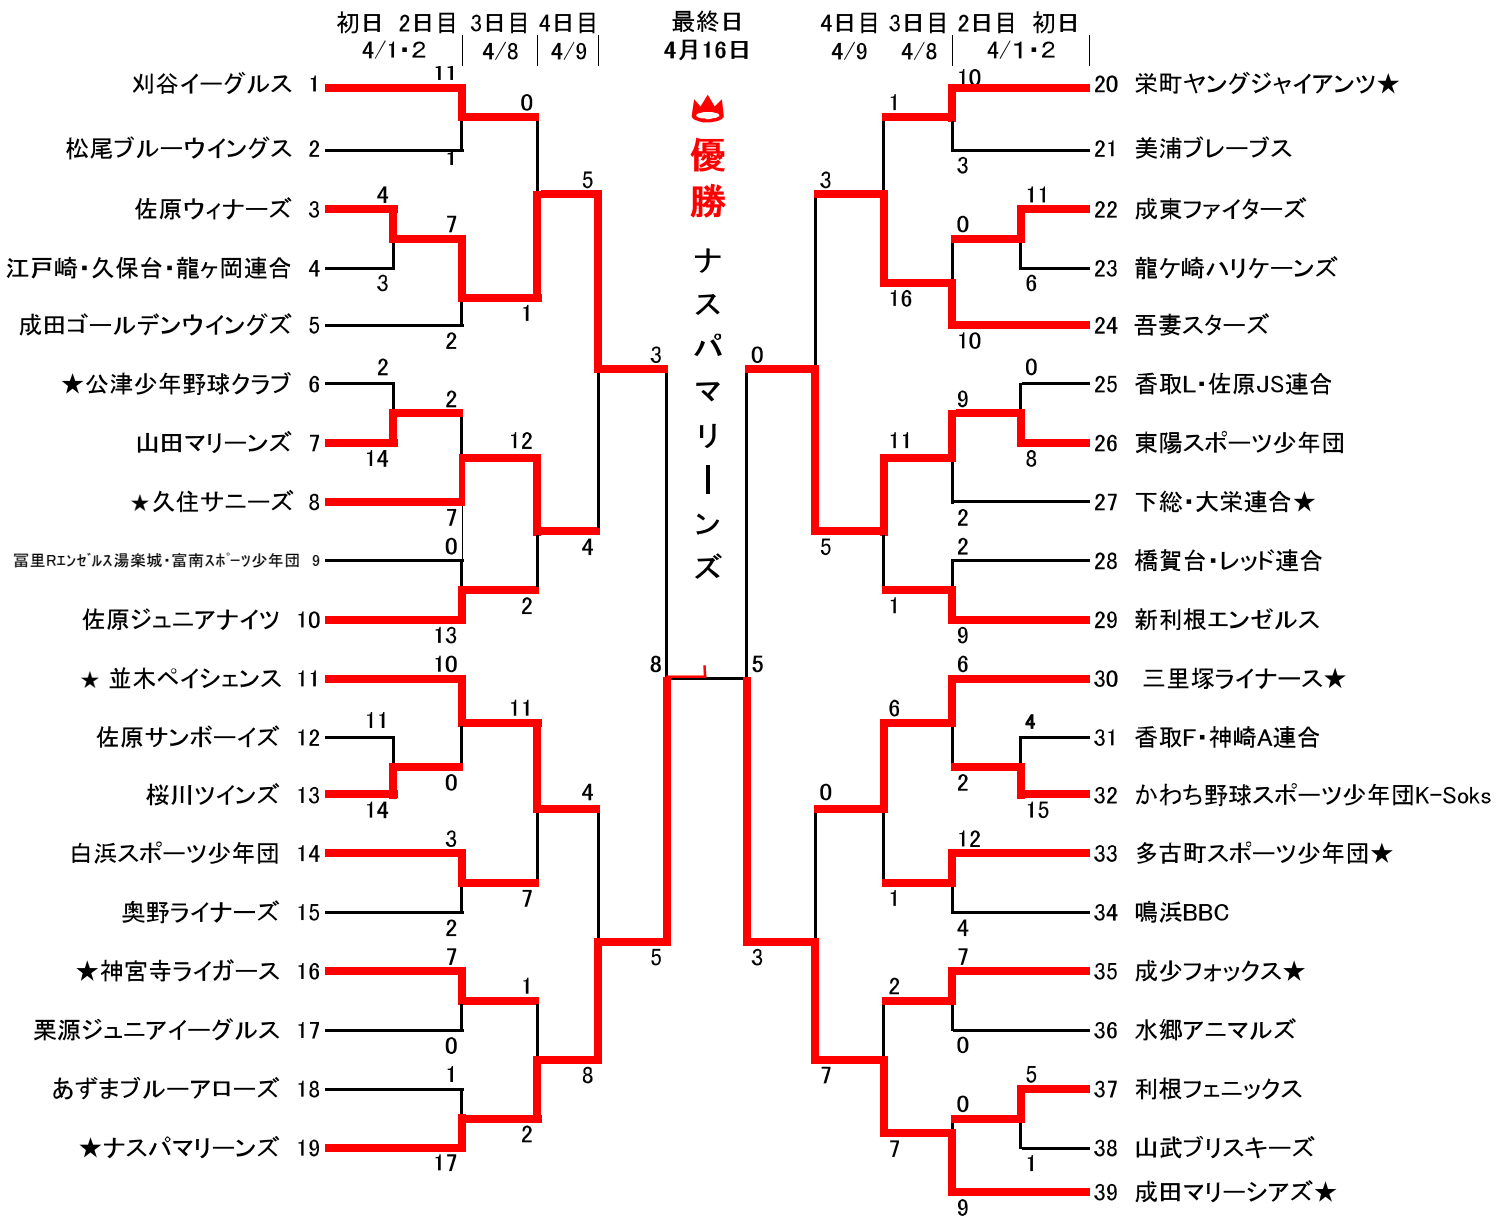 初日 2日目 3日目 4日目 最終日 4日目 3日目 2日目 初日
4/1・2 4/8 4/9 4月16日 4/9 4/8 4/1・2
優勝 ナスパマリーンズ
刈谷イーグルス 1
松尾ブルーウイングス 2
佐原ウィナーズ 3
江戸崎・久保台・龍ヶ岡連合 4
成田ゴールデンウイングズ 5
★公津少年野球クラブ 6
山田マリーンズ 7
★久住サニーズ 8
冨里Rエンゼルス湯楽城・富南スポーツ少年団 9
佐原ジュニアナイツ 10
★ 並木ペイシェンス 11
佐原サンボーイズ 12
桜川ツインズ 13
白浜スポーツ少年団 14
奥野ライナーズ 15
★神宮寺ライガース 16
栗源ジュニアイーグルス 17
あずまブルーアローズ 18
★ナスパマリーンズ 19
11
1
4
3
7
2
0
1
5
2
14
2
7
0
13
12
2
4
3
10
11
14
0
3
2
11
7
4
7
0
1
17
1
2
8
5
8
5
0
3
10
3
1
11
6
0
10
16
3
0
8
9
2
11
2
9
1
5
6
4
15
2
6
12
4
1
0
7
0
2
5
1
0
9
7
7
20 栄町ヤングジャイアンツ★
21 美浦ブレーブス
22 成東ファイターズ
23 龍ケ崎ハリケーンズ
24 吾妻スターズ
25 香取L・佐原JS連合
26 東陽スポーツ少年団
27 下総・大栄連合★
28 橋賀台・レッド連合
29 新利根エンゼルス
30 三里塚ライナース★
31 香取F・神崎A連合
32 かわち野球スポーツ少年団K-Soks
33 多古町スポーツ少年団★
34 鳴浜BBC
35 成少フォックス★
36 水郷アニマルズ
37 利根フェニックス
38 山武ブリスキーズ
39 成田マリーシアズ★